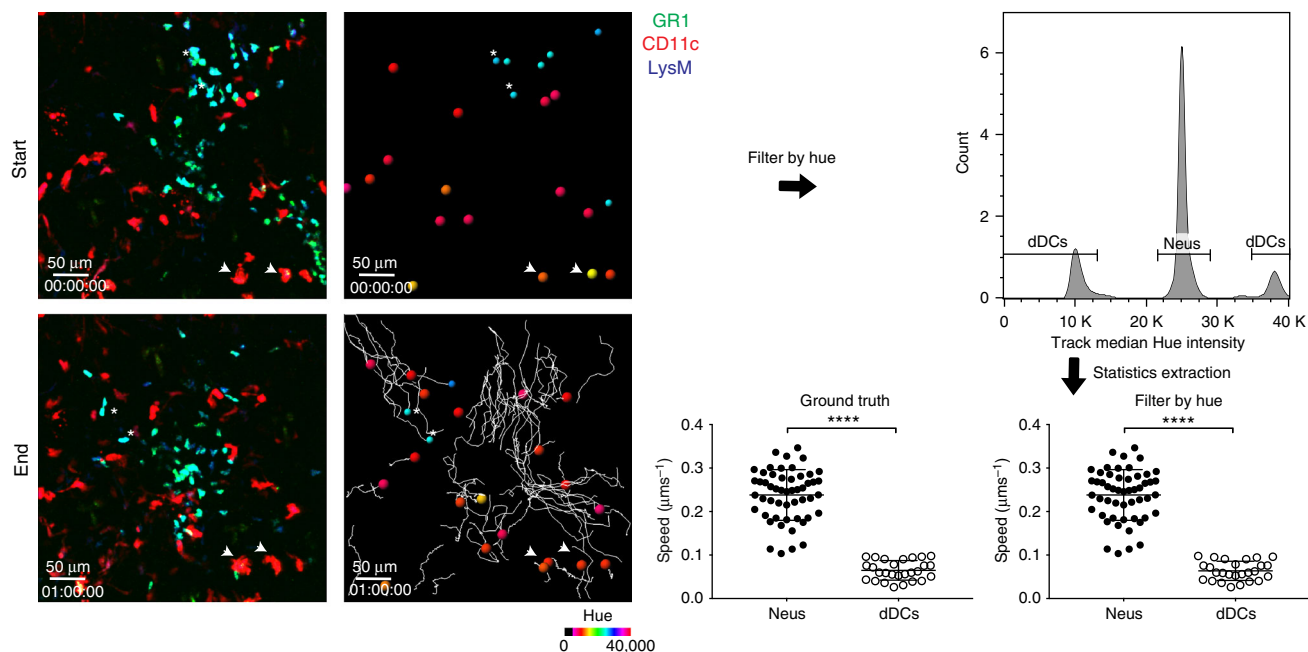 GR1
CD11c
LysM
Start
*
*
50 µm
00:00:00
*
*
50 µm
00:00:00
Filter by hue
Count
6
4
2
0
dDCs
Neus
dDCs
0
10 K
20 K
30 K
40 K
Track median Hue intensity
Statistics extraction
End
*
*
50 µm
01:00:00
*
*
50 µm
01:00:00
Hue
0
40,000
Ground truth
****
Speed (µms⁻¹)
0.4
0.3
0.2
0.1
0.0
Neus
dDCs
Filter by hue
****
Speed (µms⁻¹)
0.4
0.3
0.2
0.1
0.0
Neus
dDCs